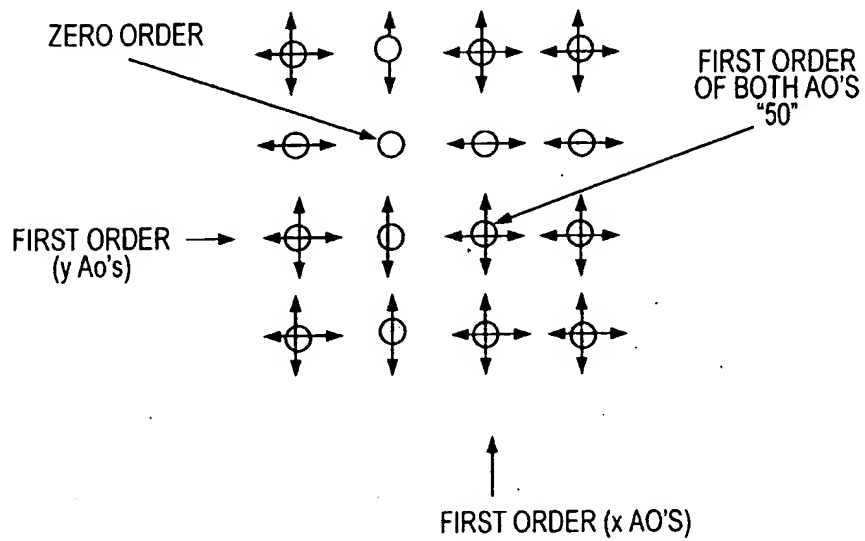 ZERO ORDER
FIRST ORDER
OF BOTH AO'S
"50"
FIRST ORDER
(y Ao's)
FIRST ORDER (x AO'S)